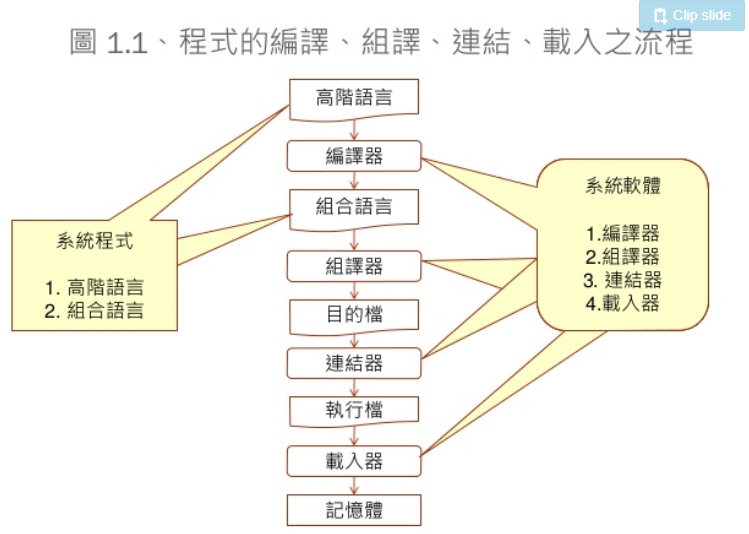 Clip slide
圖 1.1、程式的編譯、組譯、連結、載入之流程
高階語言
編譯器
組合語言
組譯器
目的檔
連結器
執行檔
載入器
記憶體
系統程式
1. 高階語言
2. 組合語言
系統軟體
1.編譯器
2.組譯器
3. 連結器
4.載入器